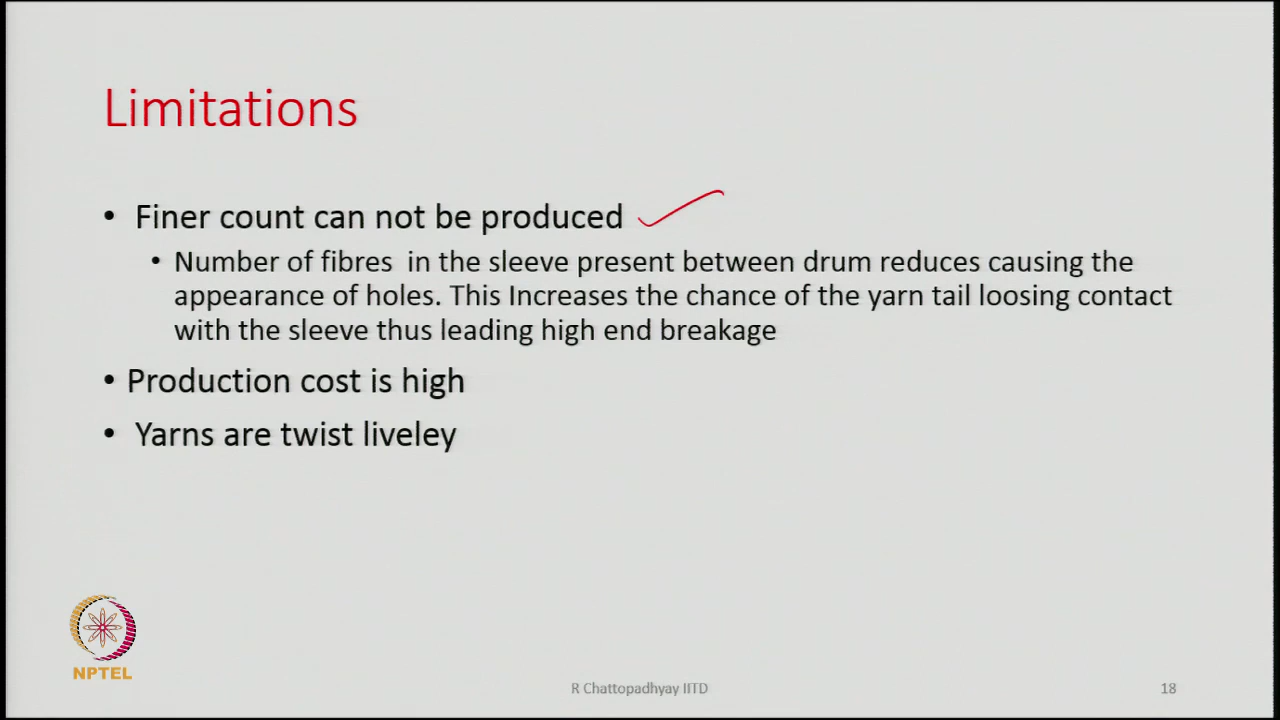 Limitations
• Finer count can not be produced
• Number of fibres in the sleeve present between drum reduces causing the
appearance of holes. This Increases the chance of the yarn tail loosing contact
with the sleeve thus leading high end breakage
• Production cost is high
• Yarns are twist liveley
NPTEL
R Chattopadhyay IITD
18